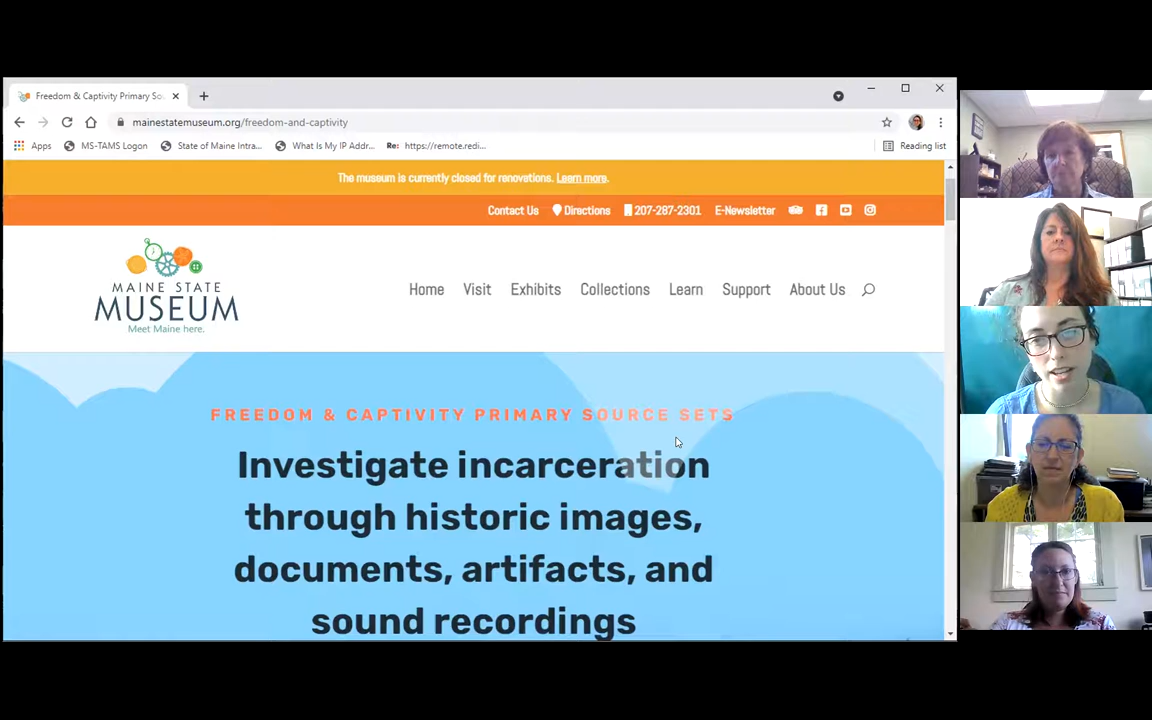 Freedom & Captivity Primary So
mainestatemuseum.org/freedom-and-captivity
Apps MS-TAMS Logon State of Maine Intra... What Is My IP Addr... Re: https://remote.redi... Reading list
The museum is currently closed for renovations. Learn more.
Contact Us Directions 207-287-2301 E-Newsletter
MAINE STATE
MUSEUM
Meet Maine here.
Home Visit Exhibits Collections Learn Support About Us
FREEDOM & CAPTIVITY PRIMARY SOURCE SETS
Investigate incarceration
through historic images,
documents, artifacts, and
sound recordings